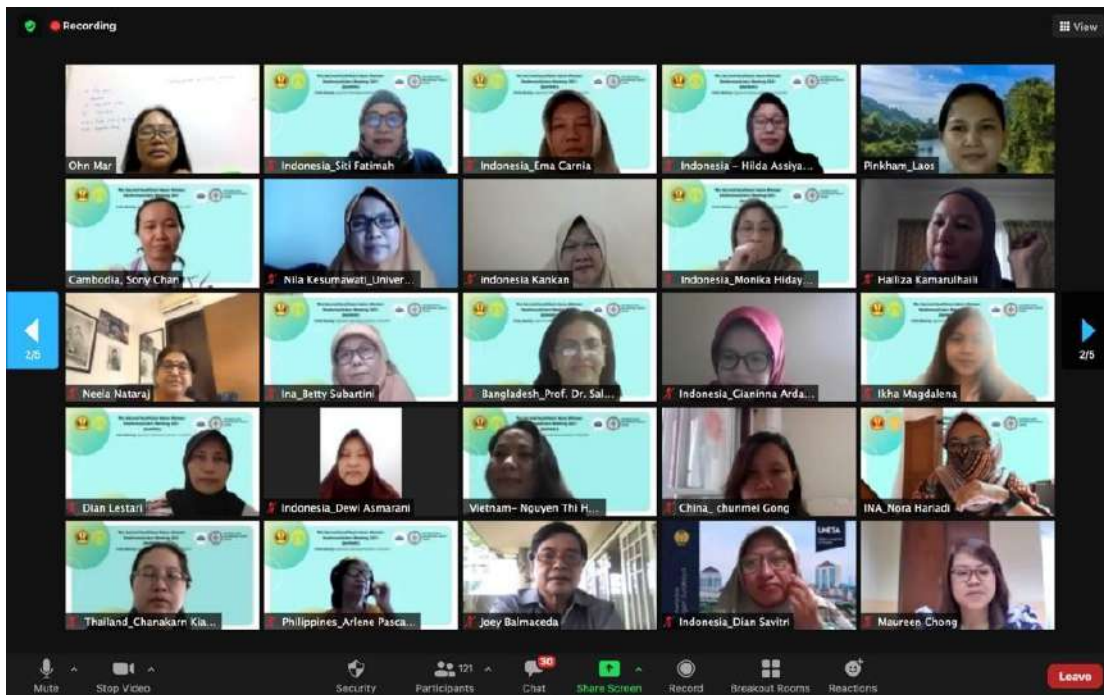 Recording
View
Ohn Mar
Indonesia_Siti Fatimah
Indonesia_Ema Carnia
Indonesia – Hilda Assiya...
Pinkham_Laos
Cambodia, Sony Chan
Nila Kesumawati_Univer...
indonesia Kankan
Indonesia_Monika Hiday...
Hailiza Kamarulhaili
2/5
2/5
Neela Nataraj
Ina_Betty Subartini
Bangladesh_Prof. Dr. Sal...
Indonesia_Gianinna Arda...
Ikha Magdalena
Dian Lestari
Indonesia_Dewi Asmarani
Vietnam- Nguyen Thi H...
China_ chunmei Gong
INA_Nora Hariadi
UNESA
Thailand_Chanakarn Kia...
Philippines_Arlene Pasca...
Joey Balmaceda
Indonesia_Dian Savitri
Maureen Chong
121
30
Mute
Stop Video
Security
Participants
Chat
Share Screen
Record
Breakout Rooms
Reactions
Leave